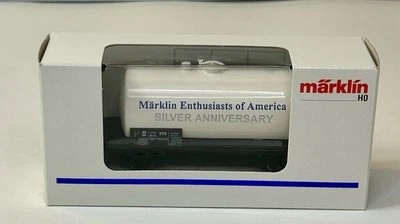 Märklin Enthusiasts of America
SILVER ANNIVERSARY
märklin
HO